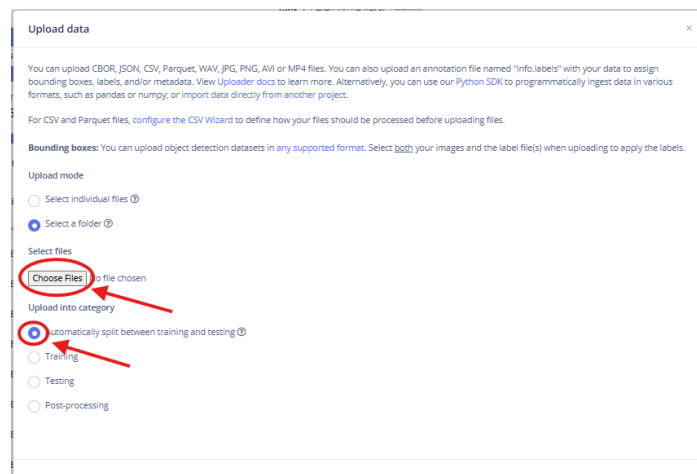 Upload data
×
You can upload CBOR, JSON, CSV, Parquet, WAV, JPG, PNG, AVI or MP4 files. You can also upload an annotation file named "info.labels" with your data to assign
bounding boxes, labels, and/or metadata. View Uploader docs to learn more. Alternatively, you can use our Python SDK to programmatically ingest data in various
formats, such as pandas or numpy; or import data directly from another project.
For CSV and Parquet files, configure the CSV Wizard to define how your files should be processed before uploading files.
Bounding boxes: You can upload object detection datasets in any supported format. Select both your images and the label file(s) when uploading to apply the labels.
Upload mode
Select individual files
Select a folder
Select files
Choose Files No file chosen
Upload into category
Automatically split between training and testing
Training
Testing
Post-processing